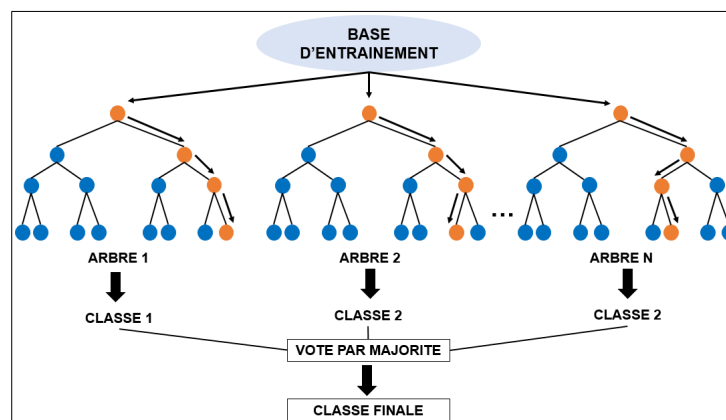 BASE
D'ENTRAINEMENT
...
ARBRE 1
ARBRE 2
ARBRE N
CLASSE 1
CLASSE 2
CLASSE 2
VOTE PAR MAJORITE
CLASSE FINALE